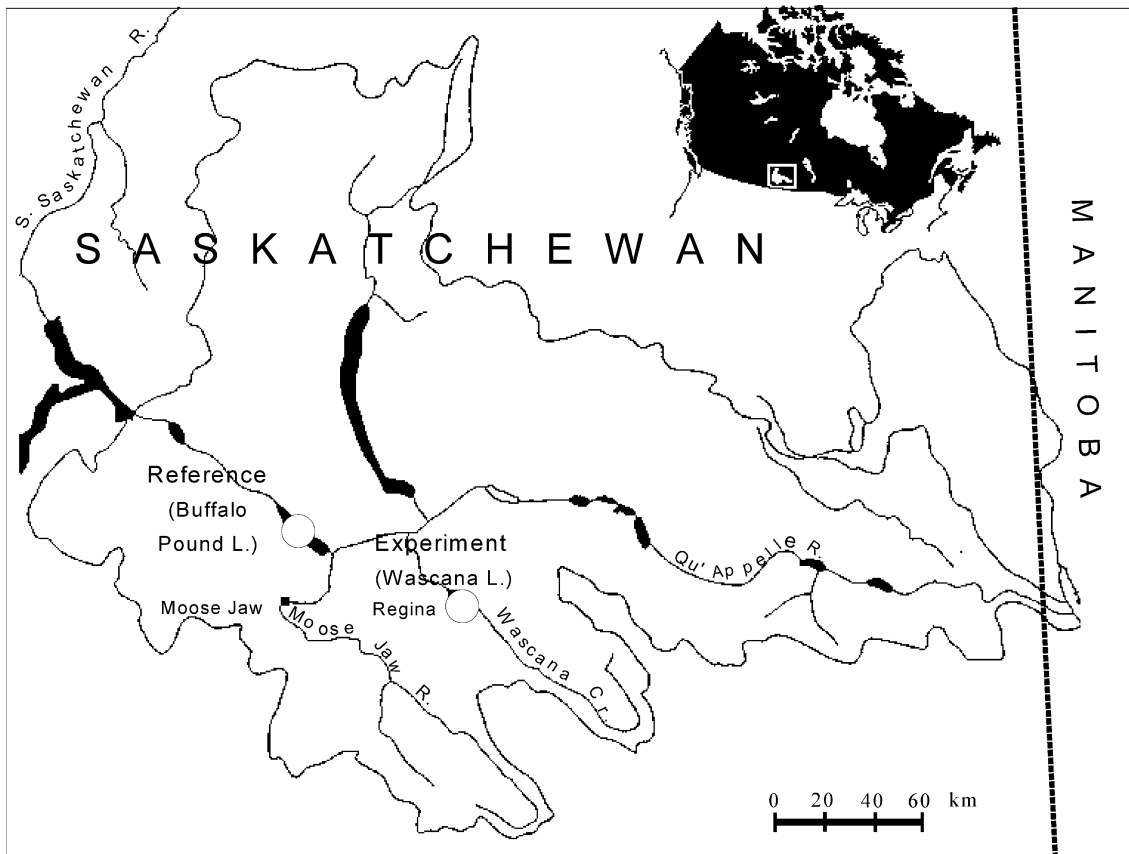 S. Saskatchewan R.
SASKATCHEWAN
MANITOBA
Reference
(Buffalo
Pound L.)
Experiment
(Wascana L.)
Regina
Moose Jaw
Moose Jaw R.
Wascana Cr.
Qu'Appelle R.
0 20 40 60 km